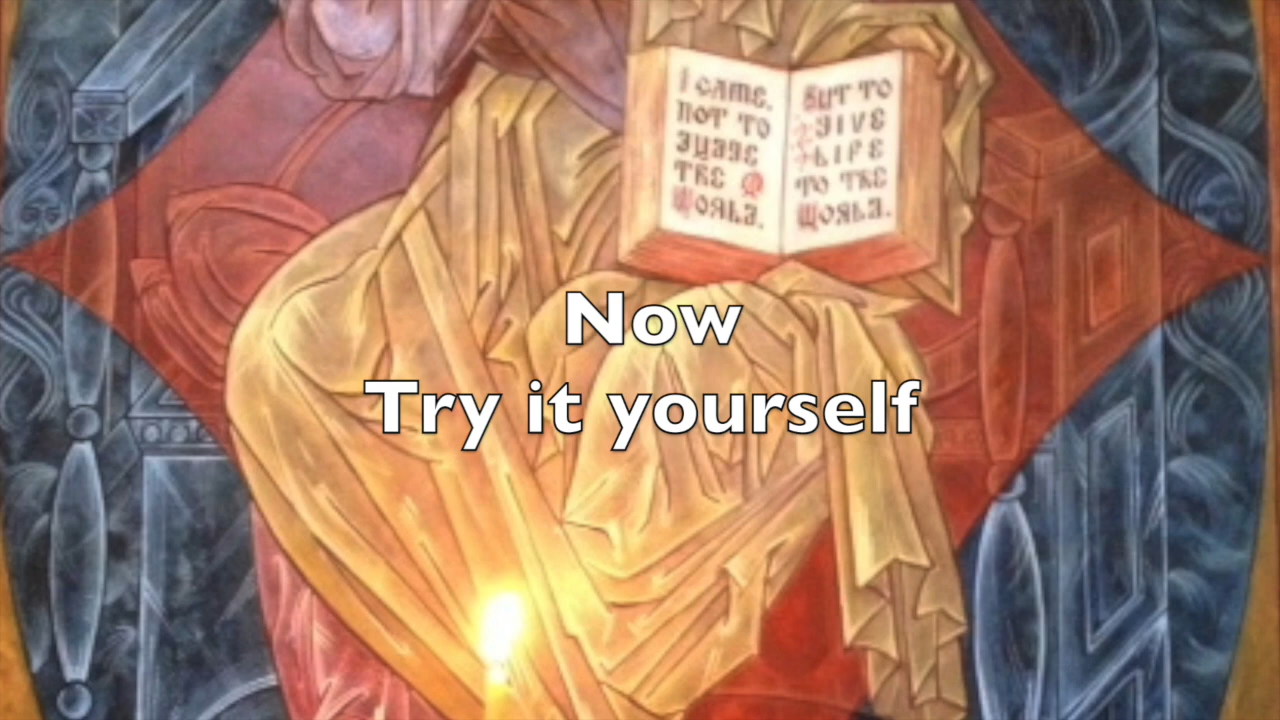 I CAME.
NOT TO
JUDGE
THE
WORLD.
BUT TO
GIVE
LIFE
TO THE
WORLD.
Now
Try it yourself